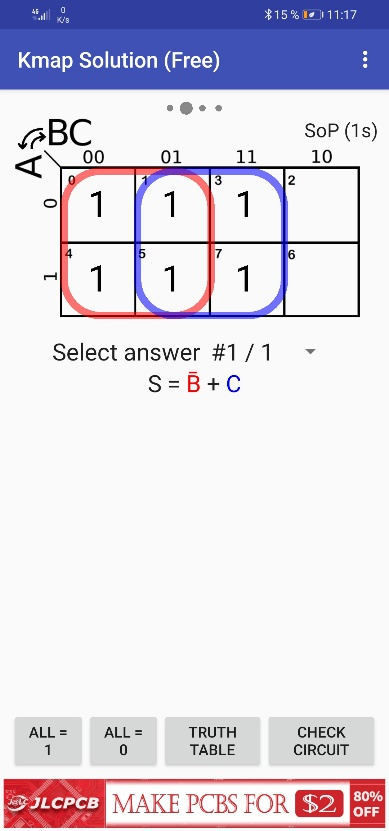 4G 0 K/s 15 % 11:17
Kmap Solution (Free)
BC SoP (1s)
A
00 01 11 10
0 0 1 1 1 3 1 2
1 4 1 5 1 7 1 6
Select answer #1 / 1
S = B̄ + C
ALL = 1
ALL = 0
TRUTH TABLE
CHECK CIRCUIT
JLCPCB MAKE PCBS FOR $2 80% OFF